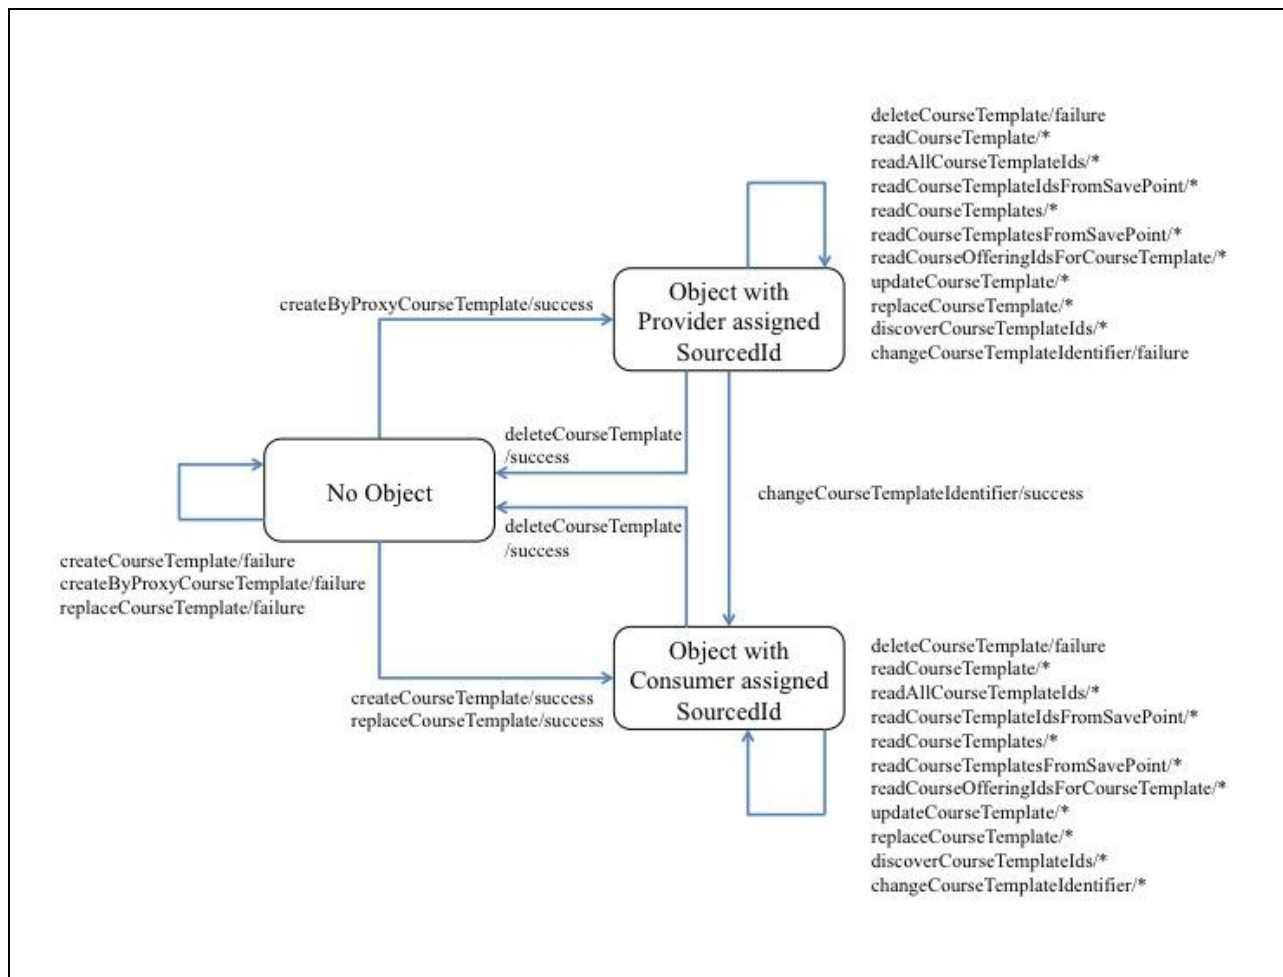 deleteCourseTemplate/failure
readCourseTemplate/*
readAllCourseTemplateIds/*
readCourseTemplateIdsFromSavePoint/*
readCourseTemplates/*
readCourseTemplatesFromSavePoint/*
readCourseOfferingIdsForCourseTemplate/*
updateCourseTemplate/*
replaceCourseTemplate/*
discoverCourseTemplateIds/*
changeCourseTemplateIdentifier/failure
Object with
Provider assigned
SourcedId
createByProxyCourseTemplate/success
deleteCourseTemplate
/success
No Object
changeCourseTemplateIdentifier/success
deleteCourseTemplate
/success
createCourseTemplate/failure
createByProxyCourseTemplate/failure
replaceCourseTemplate/failure
createCourseTemplate/success
replaceCourseTemplate/success
Object with
Consumer assigned
SourcedId
deleteCourseTemplate/failure
readCourseTemplate/*
readAllCourseTemplateIds/*
readCourseTemplateIdsFromSavePoint/*
readCourseTemplates/*
readCourseTemplatesFromSavePoint/*
readCourseOfferingIdsForCourseTemplate/*
updateCourseTemplate/*
replaceCourseTemplate/*
discoverCourseTemplateIds/*
changeCourseTemplateIdentifier/*